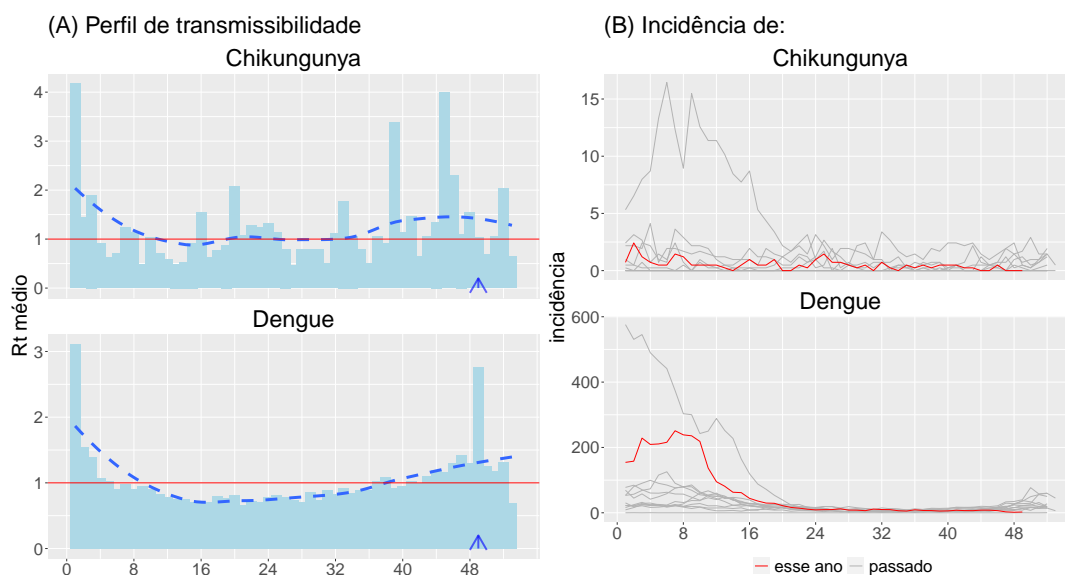 (A) Perfil de transmissibilidade
Chikungunya
4
3
2
1
0
Dengue
3
2
1
0
0 8 16 24 32 40 48
Rt médio
(B) Incidência de:
Chikungunya
15
10
5
0
Dengue
600
400
200
0
0 8 16 24 32 40 48
incidência
esse ano passado